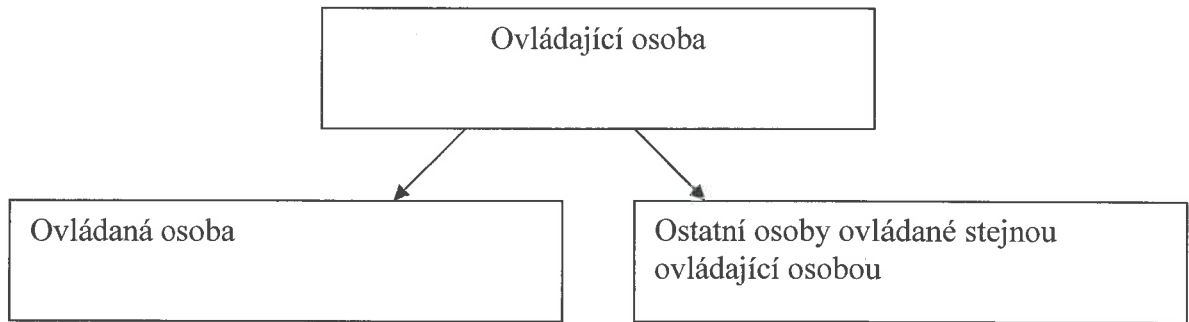 Ovládající osoba
Ovládaná osoba
Ostatní osoby ovládané stejnou
ovládající osobou